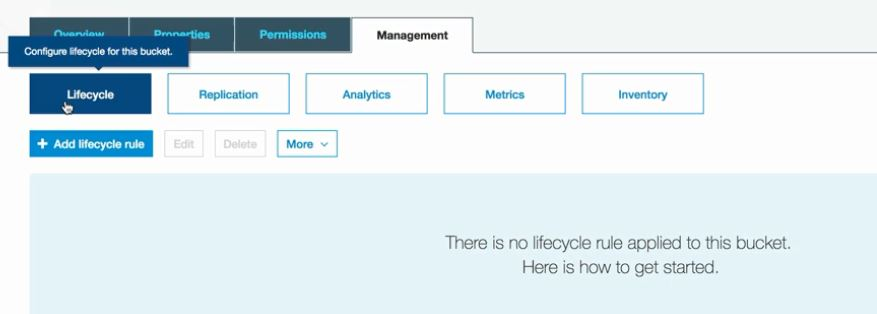 Overview Properties Permissions Management
Configure lifecycle for this bucket.
Lifecycle Replication Analytics Metrics Inventory
+ Add lifecycle rule Edit Delete More
There is no lifecycle rule applied to this bucket.
Here is how to get started.